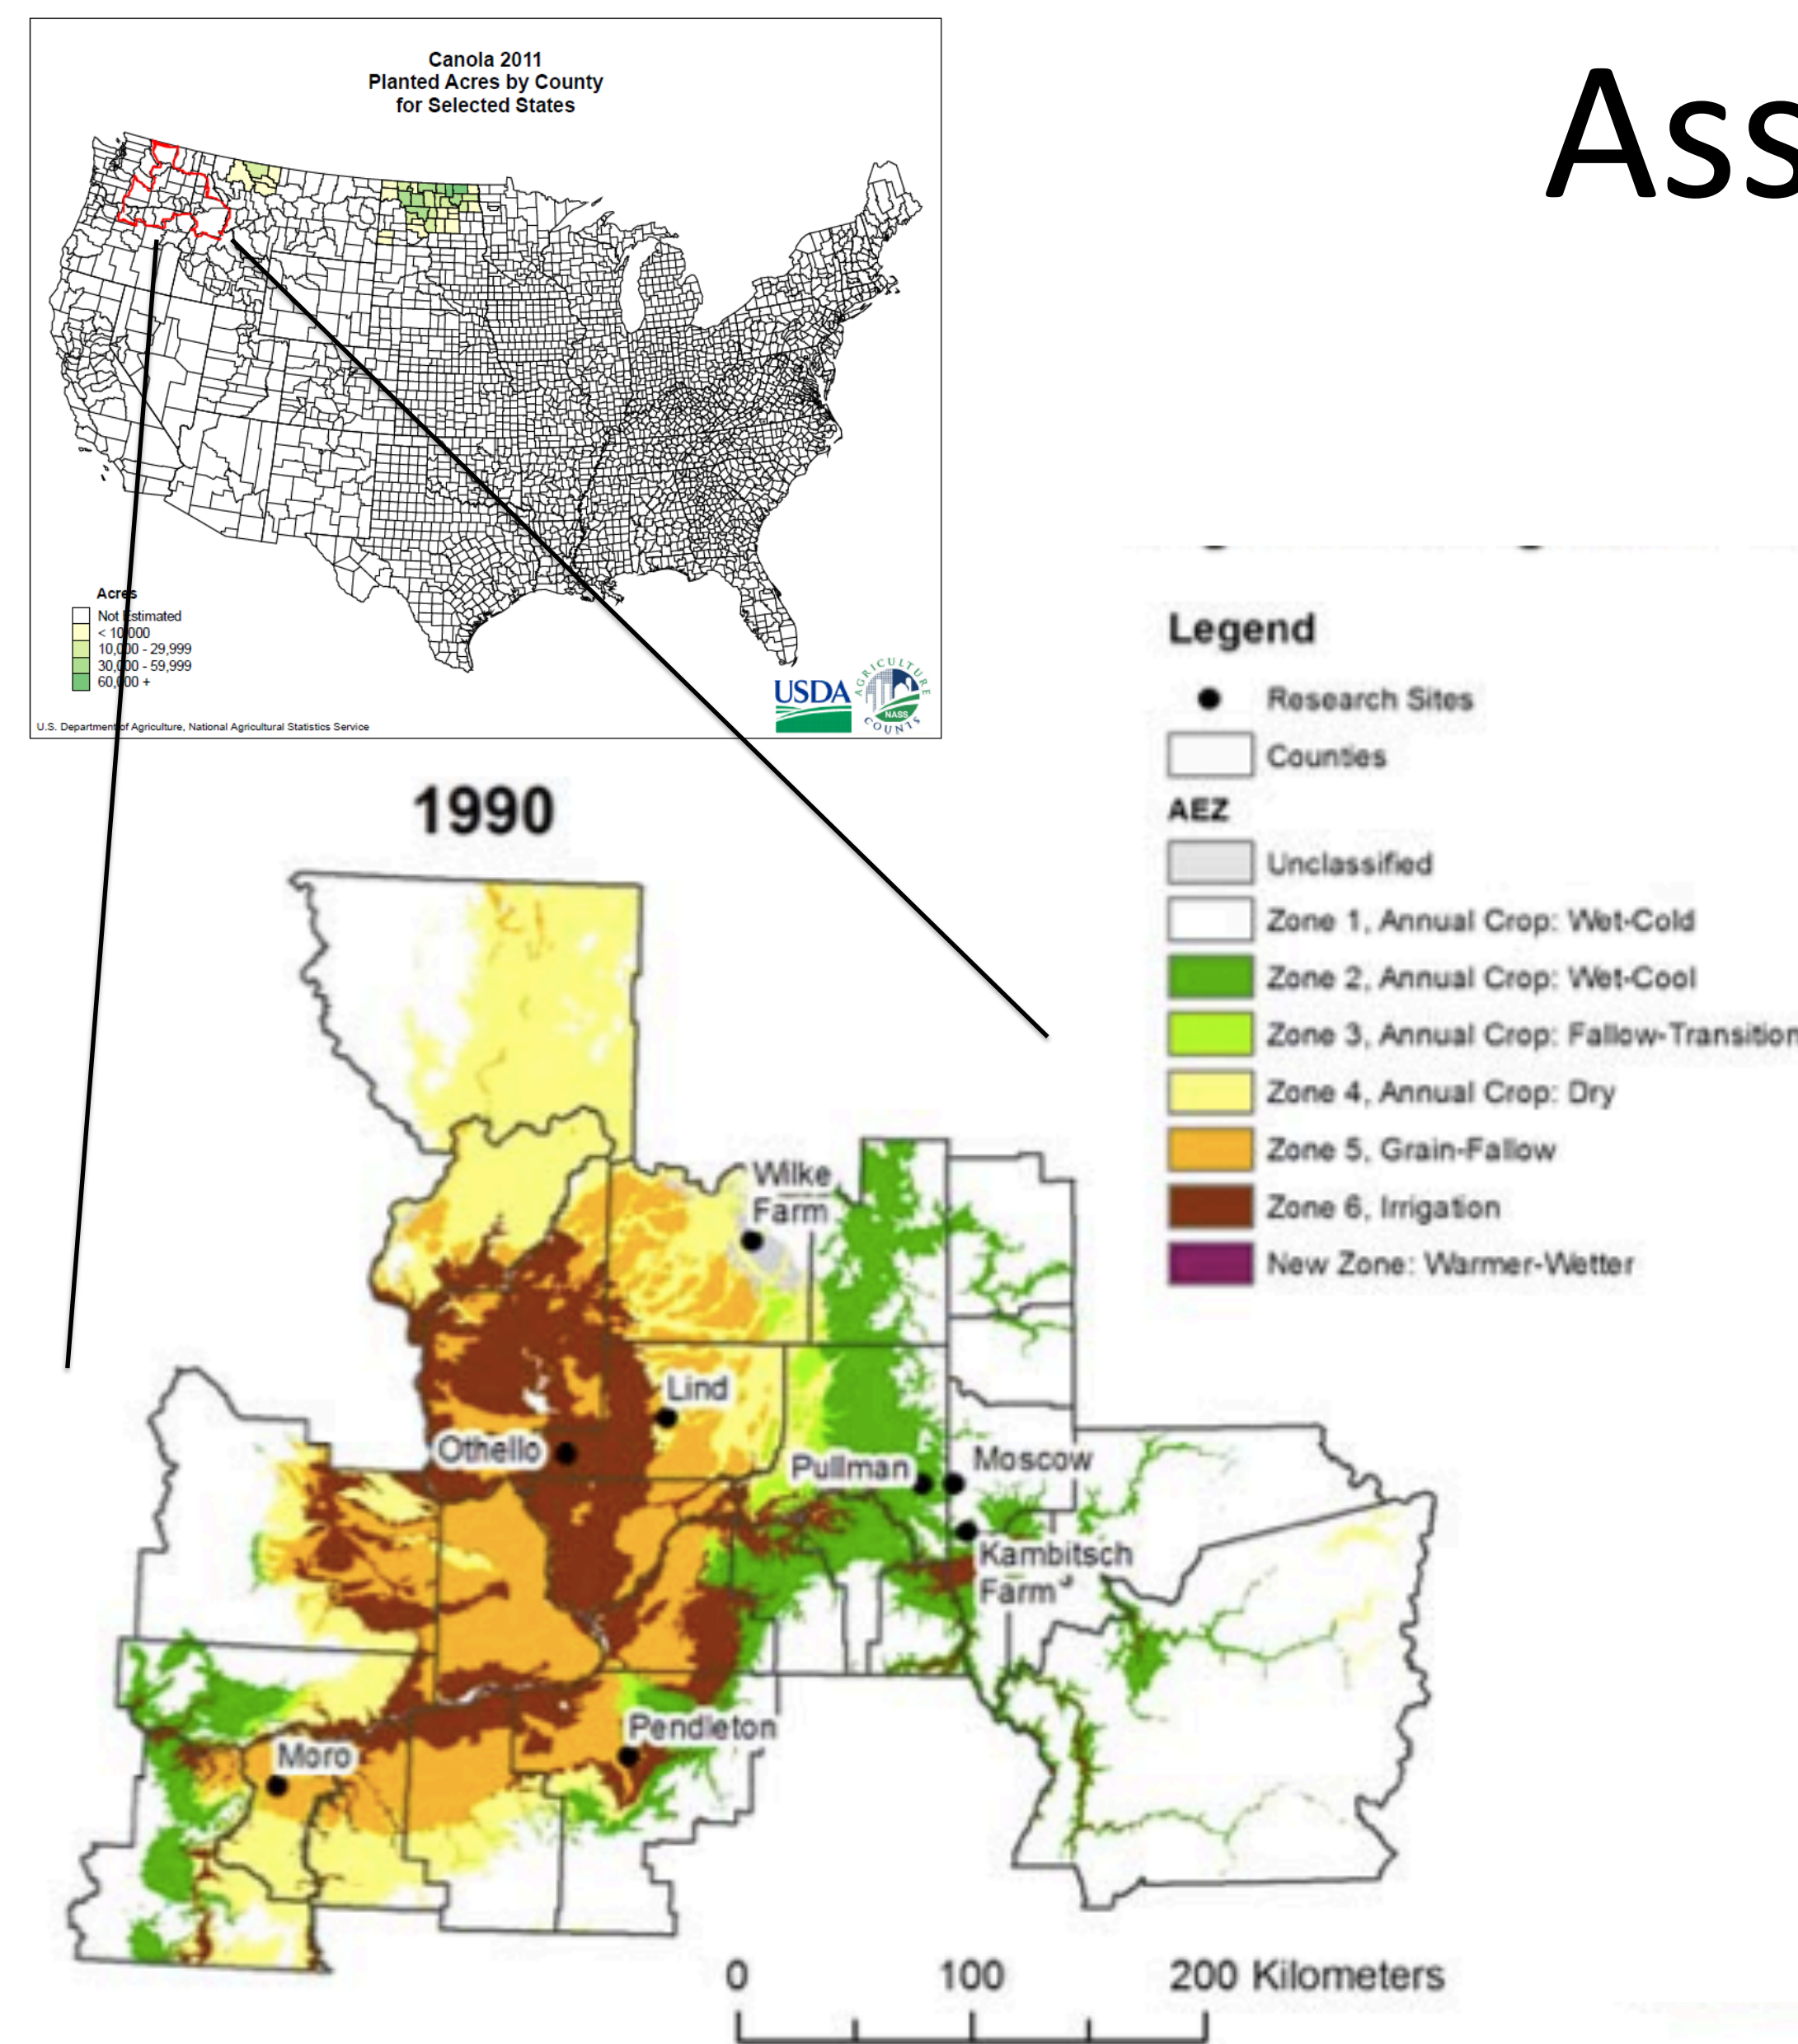 Canola 2011
Planted Acres by County
for Selected States
Ass
Acres
Not Estimated
< 10,000
10,000 - 29,999
30,000 - 59,999
60,000 +
USDA
AGRICULTURE
NASS
COUNTS
U.S. Department of Agriculture, National Agricultural Statistics Service
Legend
Research Sites
Counties
AEZ
Unclassified
Zone 1, Annual Crop: Wet-Cold
Zone 2, Annual Crop: Wet-Cool
Zone 3, Annual Crop: Fallow-Transition
Zone 4, Annual Crop: Dry
Zone 5, Grain-Fallow
Zone 6, Irrigation
New Zone: Warmer-Wetter
1990
Wilke
Farm
Lind
Othello
Pullman
Moscow
Kambitsch
Farm
Pendleton
Moro
0 100 200 Kilometers